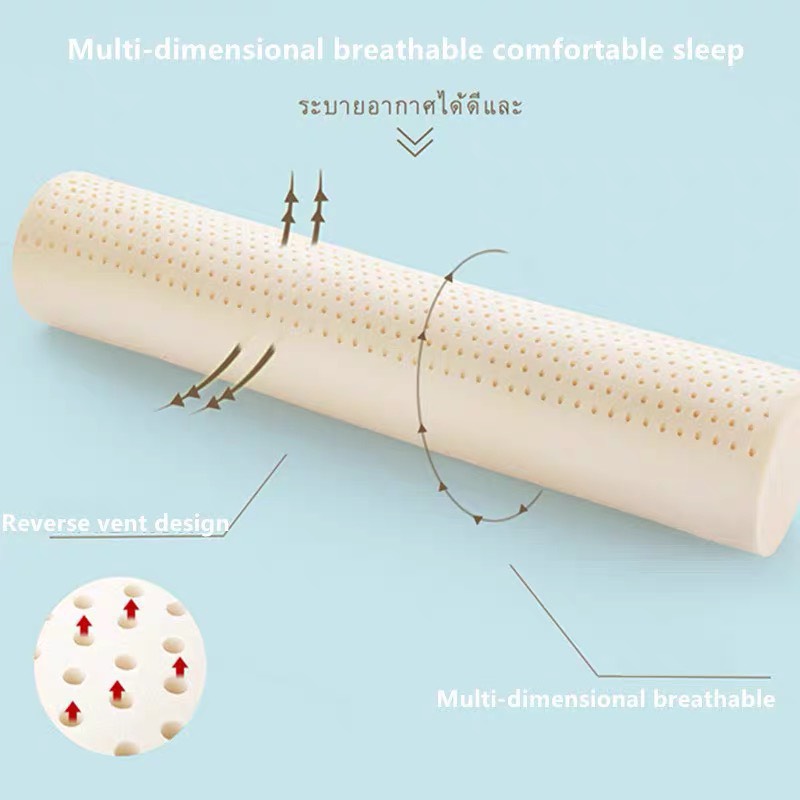 Multi-dimensional breathable comfortable sleep
ระบายอากาศได้ดีและ
Reverse vent design
Multi-dimensional breathable